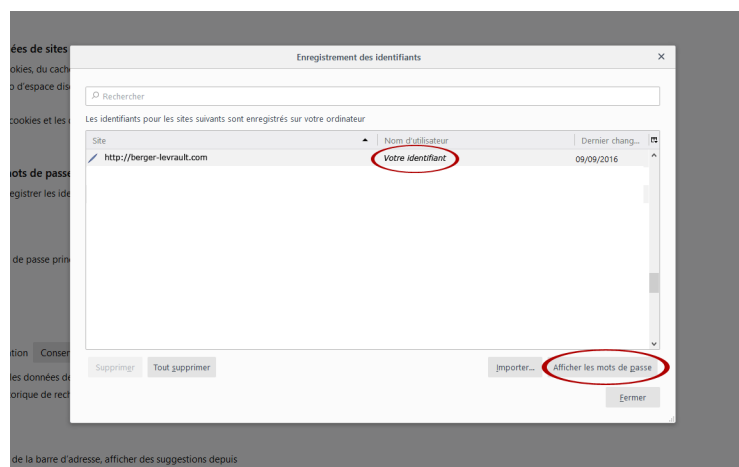 ées de sites
Enregistrement des identifiants
okies, du cach
o d'espace dis
Rechercher
cookies et les
Les identifiants pour les sites suivants sont enregistrés sur votre ordinateur
Site Nom d'utilisateur Dernier chang...
http://berger-levrault.com Votre identifiant 09/09/2016
ots de passe
egistrer les ide
de passe prin
ation Conser
Supprimer Tout supprimer Importer... Afficher les mots de passe
les données de
orique de rech
Fermer
de la barre d'adresse, afficher des suggestions depuis